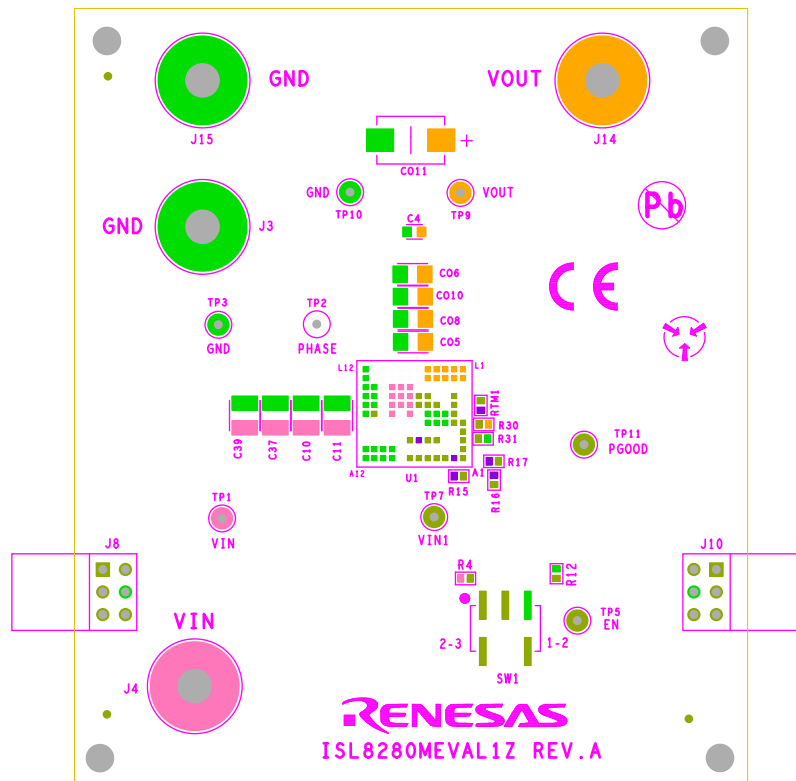 GND
VOUT
J15
J14
+
CO11
GND
TP10
TP9
VOUT
Pb
GND
J3
C4
CO6
CO10
CO8
CO5
CE
TP3
GND
TP2
PHASE
L12
L1
RTM1
R30
R31
C39
C37
C10
C11
TP11
PGOOD
R17
A12
U1
A1
R15
R16
TP1
VIN
TP7
VIN1
J8
J10
R4
R12
TP5
EN
2-3
1-2
SW1
VIN
J4
RENESAS
ISL8280MEVAL1Z REV.A